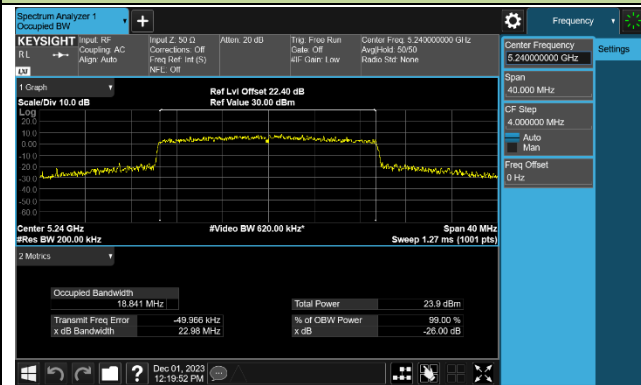 Spectrum Analyzer 1
Occupied BW
Frequency
KEYSIGHT
RL
Input: RF
Coupling: AC
Align: Auto
Input Z: 50 Ω
Corrections: Off
Freq Ref: Int (S)
NFE: Off
Atten: 20 dB
Trig: Free Run
Gate: Off
#IF Gain: Low
Center Freq: 5.240000000 GHz
Avg|Hold: 50/50
Radio Std: None
Center Frequency
5.240000000 GHz
Settings
Span
40.000 MHz
CF Step
4.000000 MHz
Auto
Man
Freq Offset
0 Hz
1 Graph
Scale/Div 10.0 dB
Ref Lvl Offset 22.40 dB
Ref Value 30.00 dBm
Log
20.0
10.0
0.00
-10.0
-20.0
-30.0
-40.0
-50.0
-60.0
Center 5.24 GHz
#Res BW 200.00 kHz
#Video BW 620.00 kHz*
Span 40 MHz
Sweep 1.27 ms (1001 pts)
2 Metrics
Occupied Bandwidth
18.841 MHz
Total Power
23.9 dBm
Transmit Freq Error
-49.966 kHz
% of OBW Power
99.00 %
x dB Bandwidth
22.98 MHz
x dB
-26.00 dB
Dec 01, 2023
12:19:52 PM